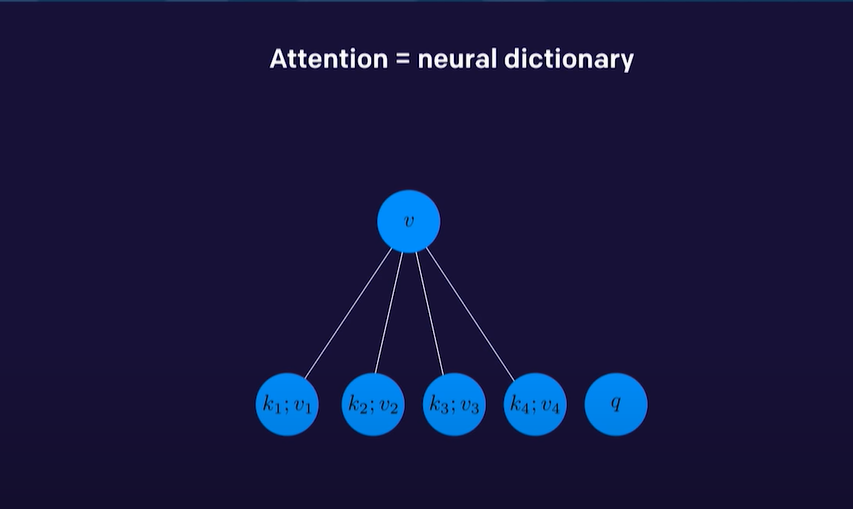 Attention = neural dictionary
v
k₁; v₁ k₂; v₂ k₃; v₃ k₄; v₄ q